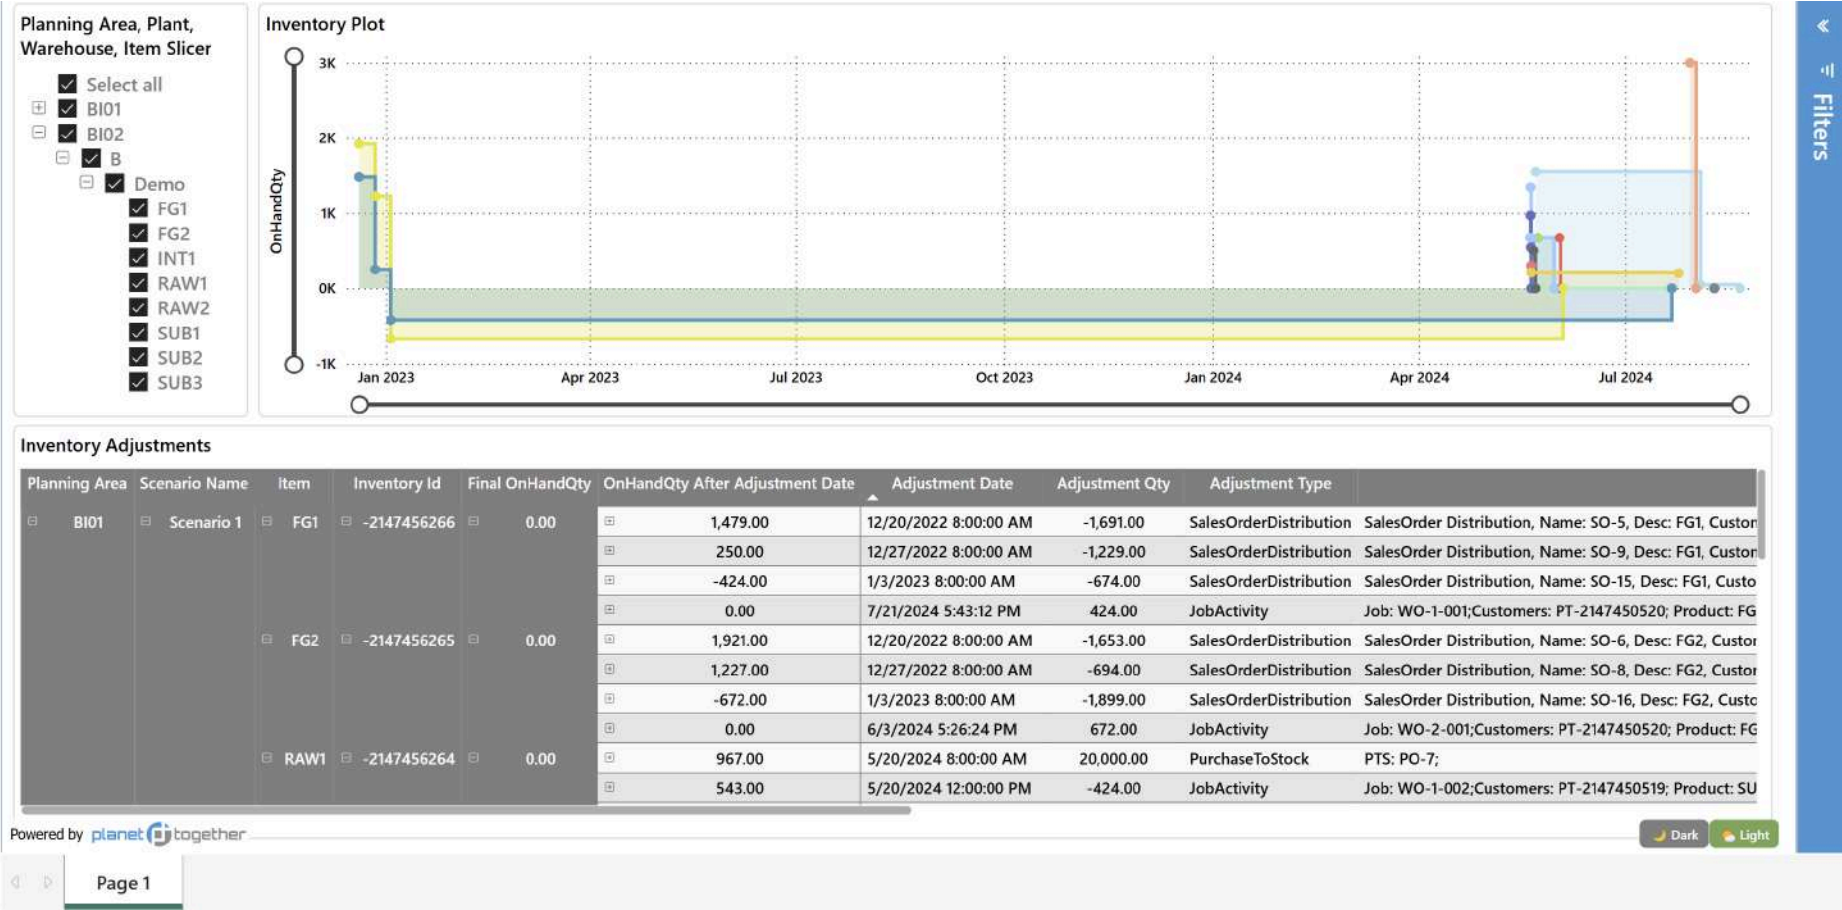 Planning Area, Plant,
Warehouse, Item Slicer
Select all
BI01
BI02
B
Demo
FG1
FG2
INT1
RAW1
RAW2
SUB1
SUB2
SUB3
Inventory Plot
OnHandQty
3K
2K
1K
0K
-1K
Jan 2023 Apr 2023 Jul 2023 Oct 2023 Jan 2024 Apr 2024 Jul 2024
Filters
Inventory Adjustments
Planning Area Scenario Name Item Inventory Id Final OnHandQty OnHandQty After Adjustment Date Adjustment Date Adjustment Qty Adjustment Type
BI01 Scenario 1 FG1 -2147456266 0.00 1,479.00 12/20/2022 8:00:00 AM -1,691.00 SalesOrderDistribution SalesOrder Distribution, Name: SO-5, Desc: FG1, Custon
250.00 12/27/2022 8:00:00 AM -1,229.00 SalesOrderDistribution SalesOrder Distribution, Name: SO-9, Desc: FG1, Custon
-424.00 1/3/2023 8:00:00 AM -674.00 SalesOrderDistribution SalesOrder Distribution, Name: SO-15, Desc: FG1, Custo
0.00 7/21/2024 5:43:12 PM 424.00 JobActivity Job: WO-1-001;Customers: PT-2147450520; Product: FG
FG2 -2147456265 0.00 1,921.00 12/20/2022 8:00:00 AM -1,653.00 SalesOrderDistribution SalesOrder Distribution, Name: SO-6, Desc: FG2, Custor
1,227.00 12/27/2022 8:00:00 AM -694.00 SalesOrderDistribution SalesOrder Distribution, Name: SO-8, Desc: FG2, Custor
-672.00 1/3/2023 8:00:00 AM -1,899.00 SalesOrderDistribution SalesOrder Distribution, Name: SO-16, Desc: FG2, Custc
0.00 6/3/2024 5:26:24 PM 672.00 JobActivity Job: WO-2-001;Customers: PT-2147450520; Product: FG
RAW1 -2147456264 0.00 967.00 5/20/2024 8:00:00 AM 20,000.00 PurchaseToStock PTS: PO-7;
543.00 5/20/2024 12:00:00 PM -424.00 JobActivity Job: WO-1-002;Customers: PT-2147450519; Product: SU
Powered by planet together
Dark Light
Page 1